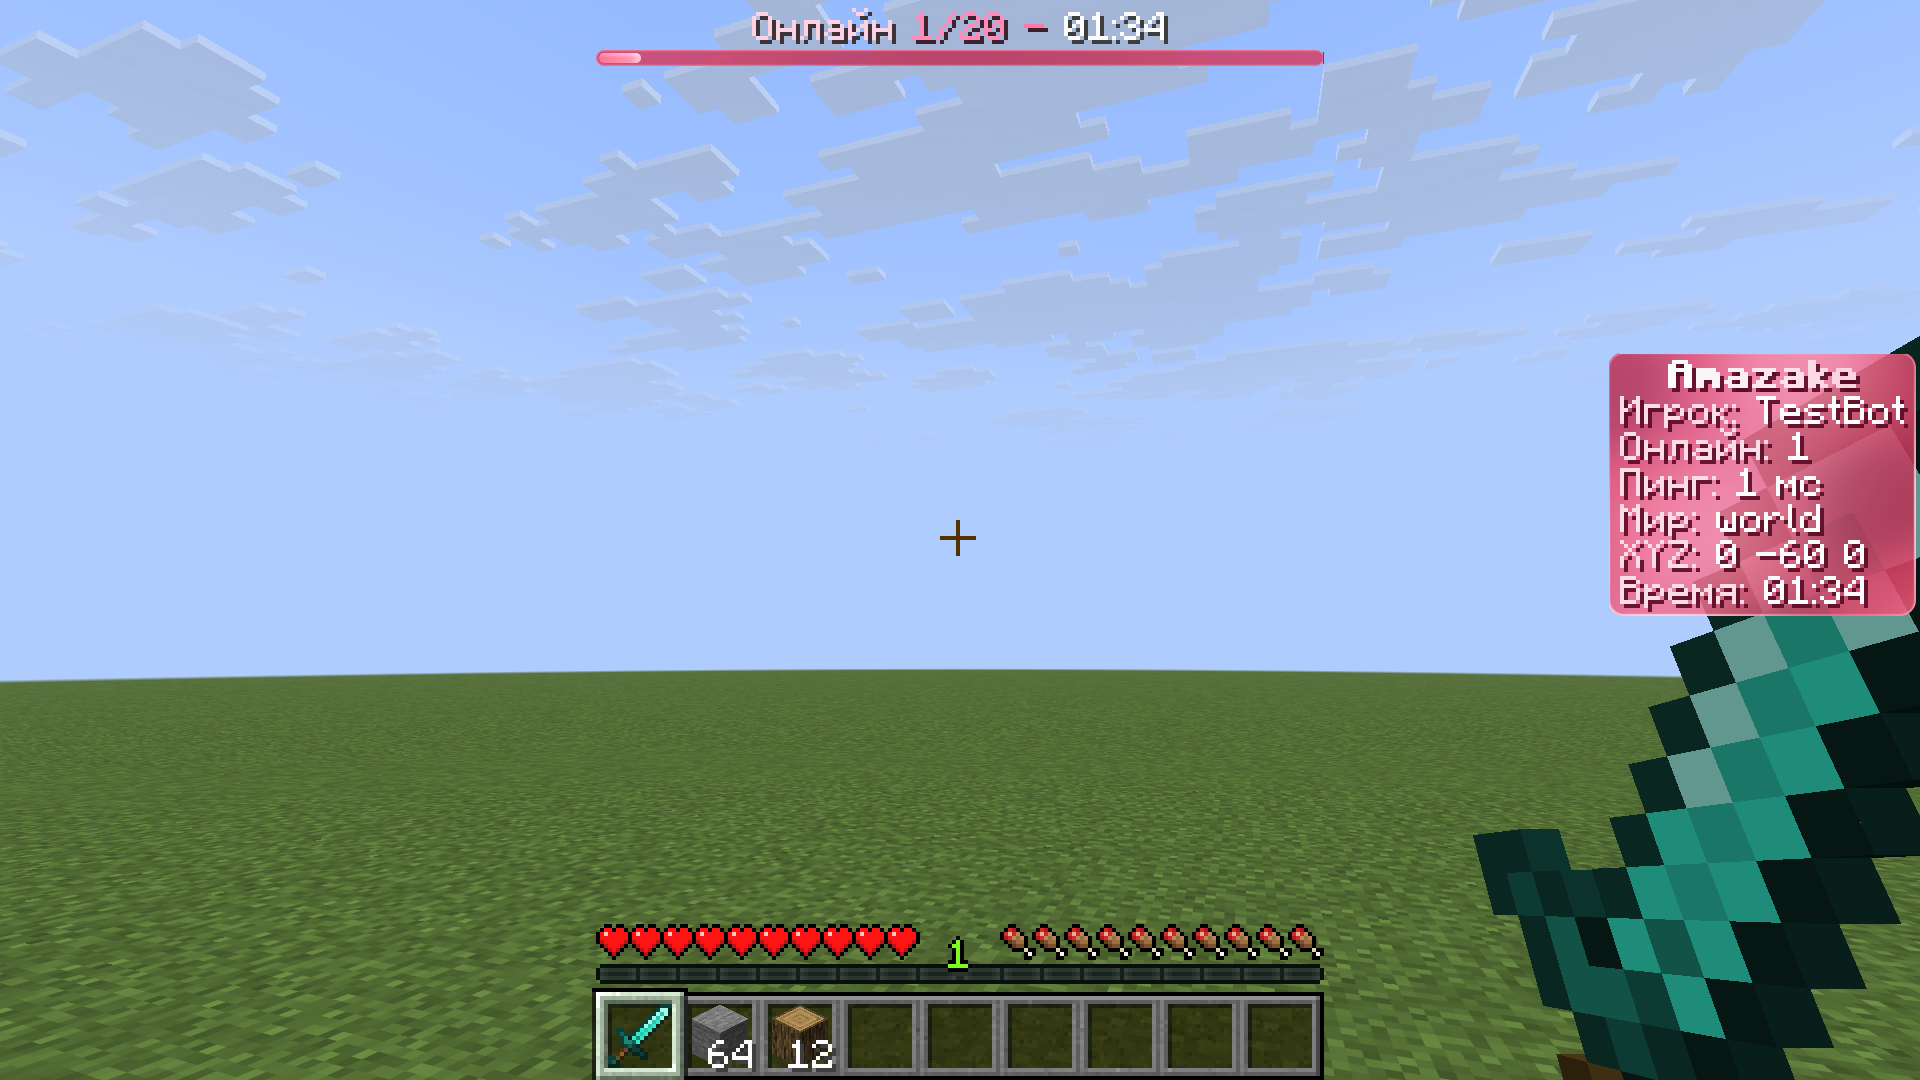 Онлайн 1/20 - 01:34
Amazake
Игрок: TestBot
Онлайн: 1
Пинг: 1 мс
Мир: world
XYZ: 0 -60 0
Время: 01:34
1
64
12